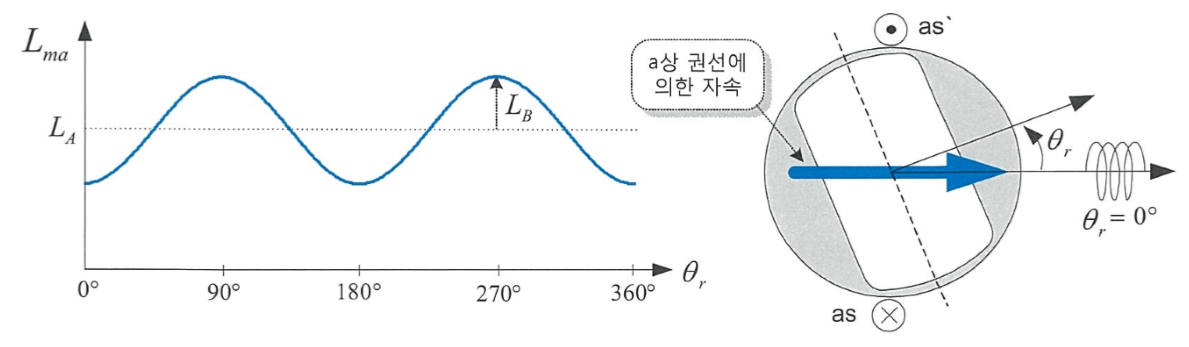 L_ma
L_A
L_B
0°
90°
180°
270°
360°
θ_r
a상 권선에
의한 자속
as`
θ_r
θ_r = 0°
as